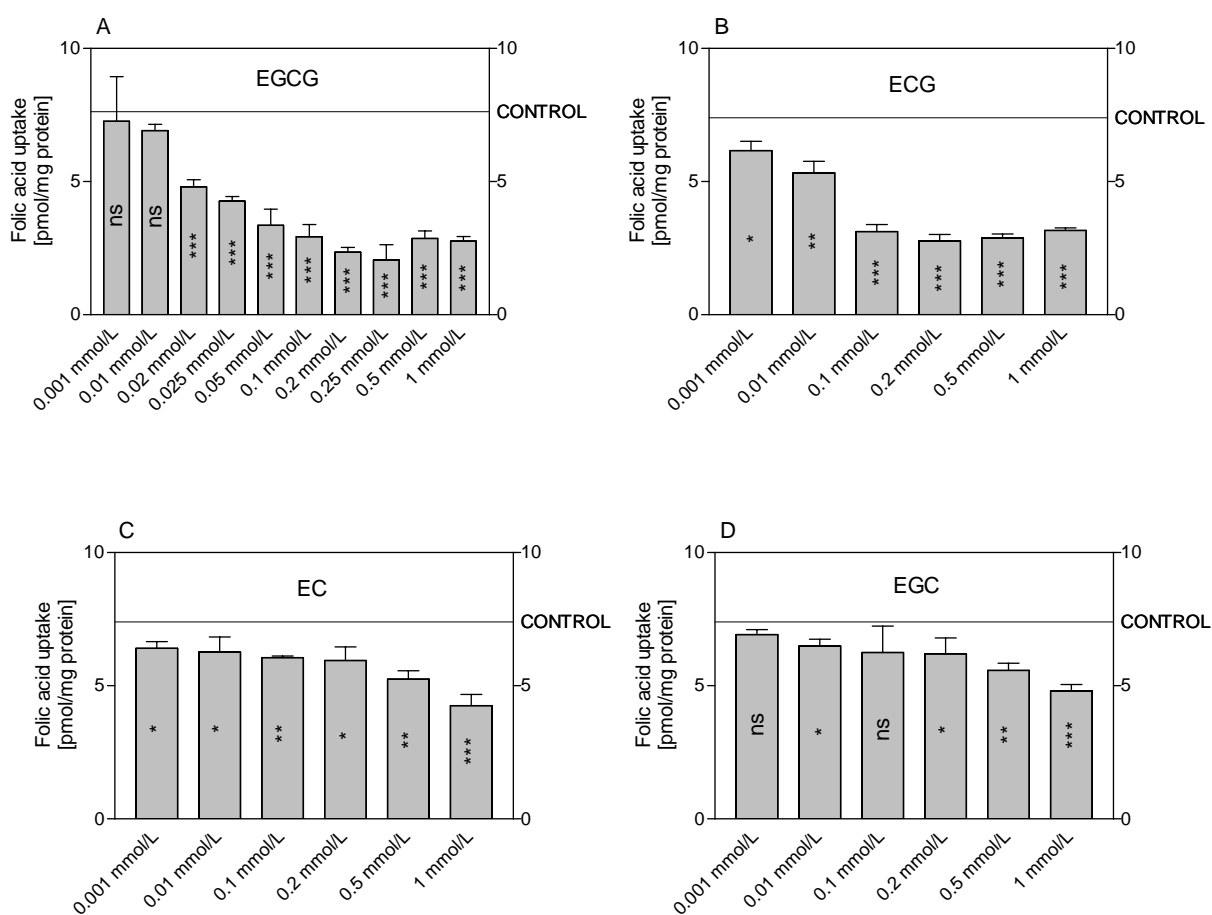 A
EGCG
10
5
0
Folic acid uptake
[pmol/mg protein]
10
5
0
CONTROL
ns
ns
***
***
***
***
***
***
***
***
0.001 mmol/L
0.01 mmol/L
0.02 mmol/L
0.025 mmol/L
0.05 mmol/L
0.1 mmol/L
0.2 mmol/L
0.25 mmol/L
0.5 mmol/L
1 mmol/L
B
ECG
10
5
0
Folic acid uptake
[pmol/mg protein]
10
5
0
CONTROL
*
**
***
***
***
***
0.001 mmol/L
0.01 mmol/L
0.1 mmol/L
0.2 mmol/L
0.5 mmol/L
1 mmol/L
C
EC
10
5
0
Folic acid uptake
[pmol/mg protein]
10
5
0
CONTROL
*
*
**
*
**
***
0.001 mmol/L
0.01 mmol/L
0.1 mmol/L
0.2 mmol/L
0.5 mmol/L
1 mmol/L
D
EGC
10
5
0
Folic acid uptake
[pmol/mg protein]
10
5
0
CONTROL
ns
*
ns
*
**
***
0.001 mmol/L
0.01 mmol/L
0.1 mmol/L
0.2 mmol/L
0.5 mmol/L
1 mmol/L